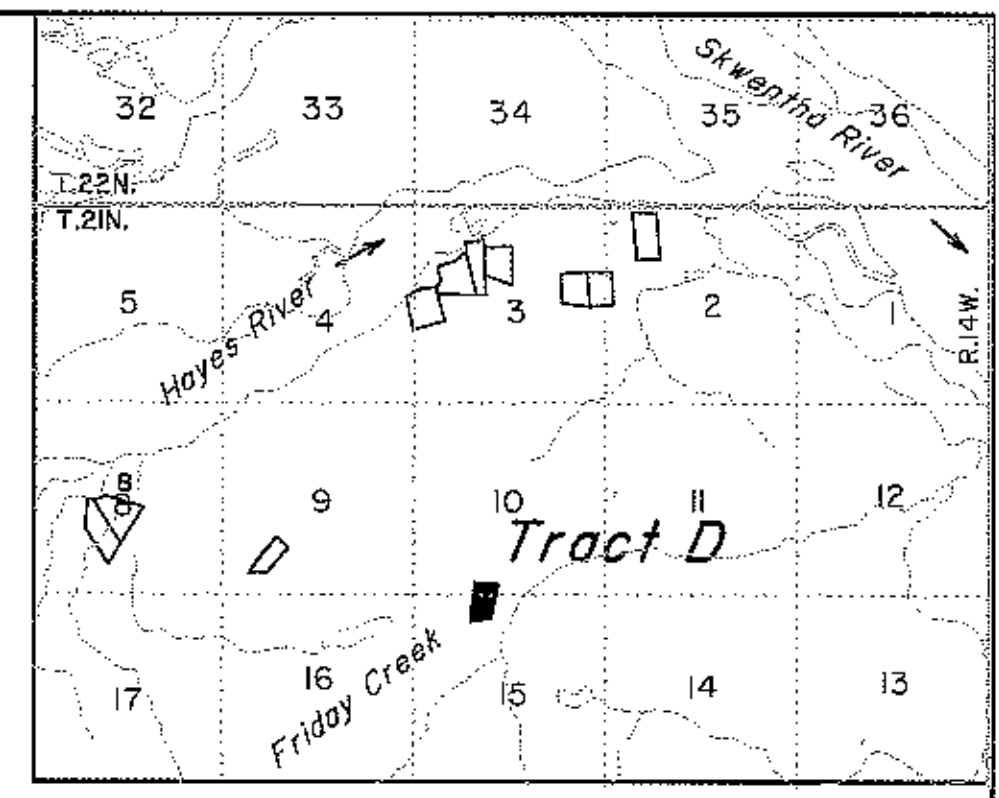 Skwentna River
32 33 34 35 36
T.22N.
T.21N.
5 4 3 2 1
Hayes River
R.14W.
8 9 10 11 12
Tract D
17 16 15 14 13
Friday Creek